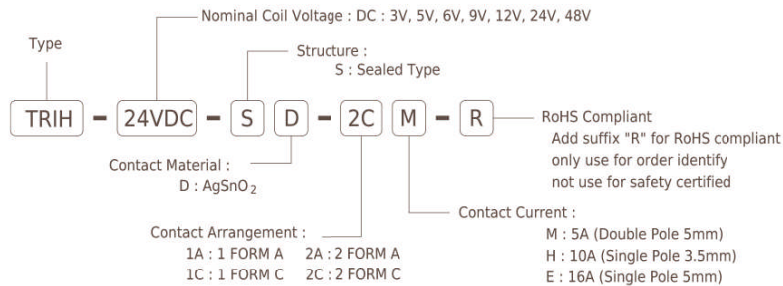 Nominal Coil Voltage : DC : 3V, 5V, 6V, 9V, 12V, 24V, 48V
Type
Structure :
S : Sealed Type
TRIH - 24VDC - S D - 2C M - R
RoHS Compliant
Add suffix "R" for RoHS compliant
only use for order identify
not use for safety certified
Contact Material :
D : AgSnO₂
Contact Arrangement :
1A : 1 FORM A 2A : 2 FORM A
1C : 1 FORM C 2C : 2 FORM C
Contact Current :
M : 5A (Double Pole 5mm)
H : 10A (Single Pole 3.5mm)
E : 16A (Single Pole 5mm)